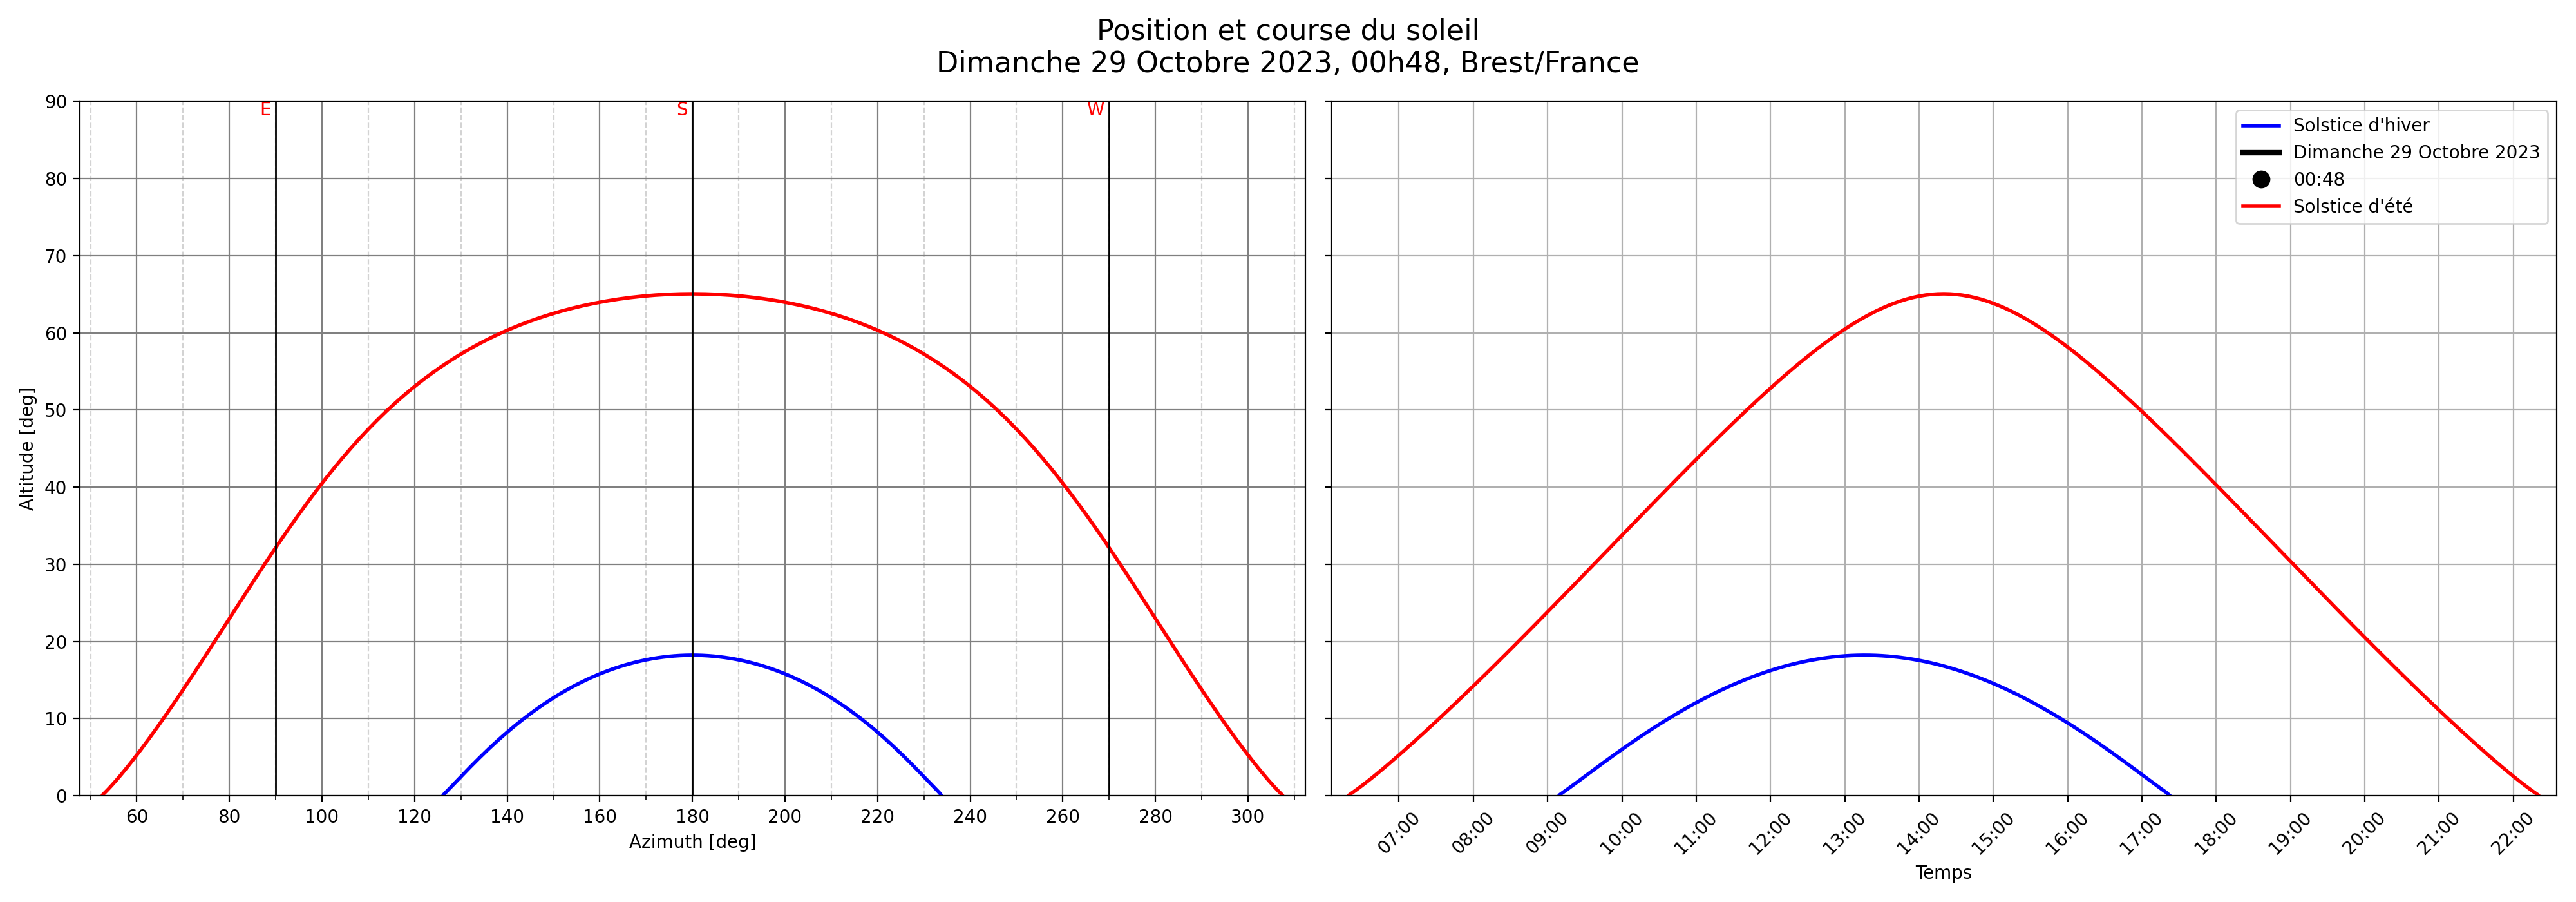 Position et course du soleil
Dimanche 29 Octobre 2023, 00h48, Brest/France
E
S
W
90
80
70
60
50
40
30
20
10
0
Altitude [deg]
60 80 100 120 140 160 180 200 220 240 260 280 300
Azimuth [deg]
Solstice d'hiver
Dimanche 29 Octobre 2023
00:48
Solstice d'été
07:00 08:00 09:00 10:00 11:00 12:00 13:00 14:00 15:00 16:00 17:00 18:00 19:00 20:00 21:00 22:00
Temps